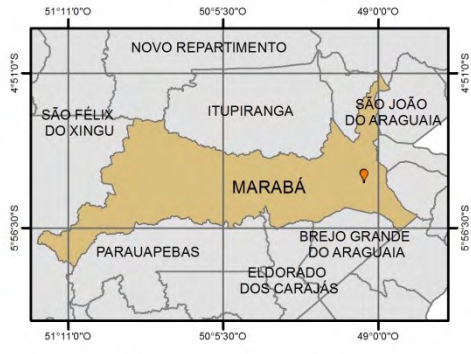 51°11'0"O
50°5'30"O
49°0'0"O
NOVO REPARTIMENTO
4°51'0"S
4°51'0"S
SÃO FÉLIX
DO XINGU
ITUPIRANGA
SÃO JOÃO
DO ARAGUAIA
MARABÁ
5°56'30"S
5°56'30"S
PARAUAPEBAS
BREJO GRANDE
DO ARAGUAIA
ELDORADO
DOS CARAJÁS
51°11'0"O
50°5'30"O
49°0'0"O